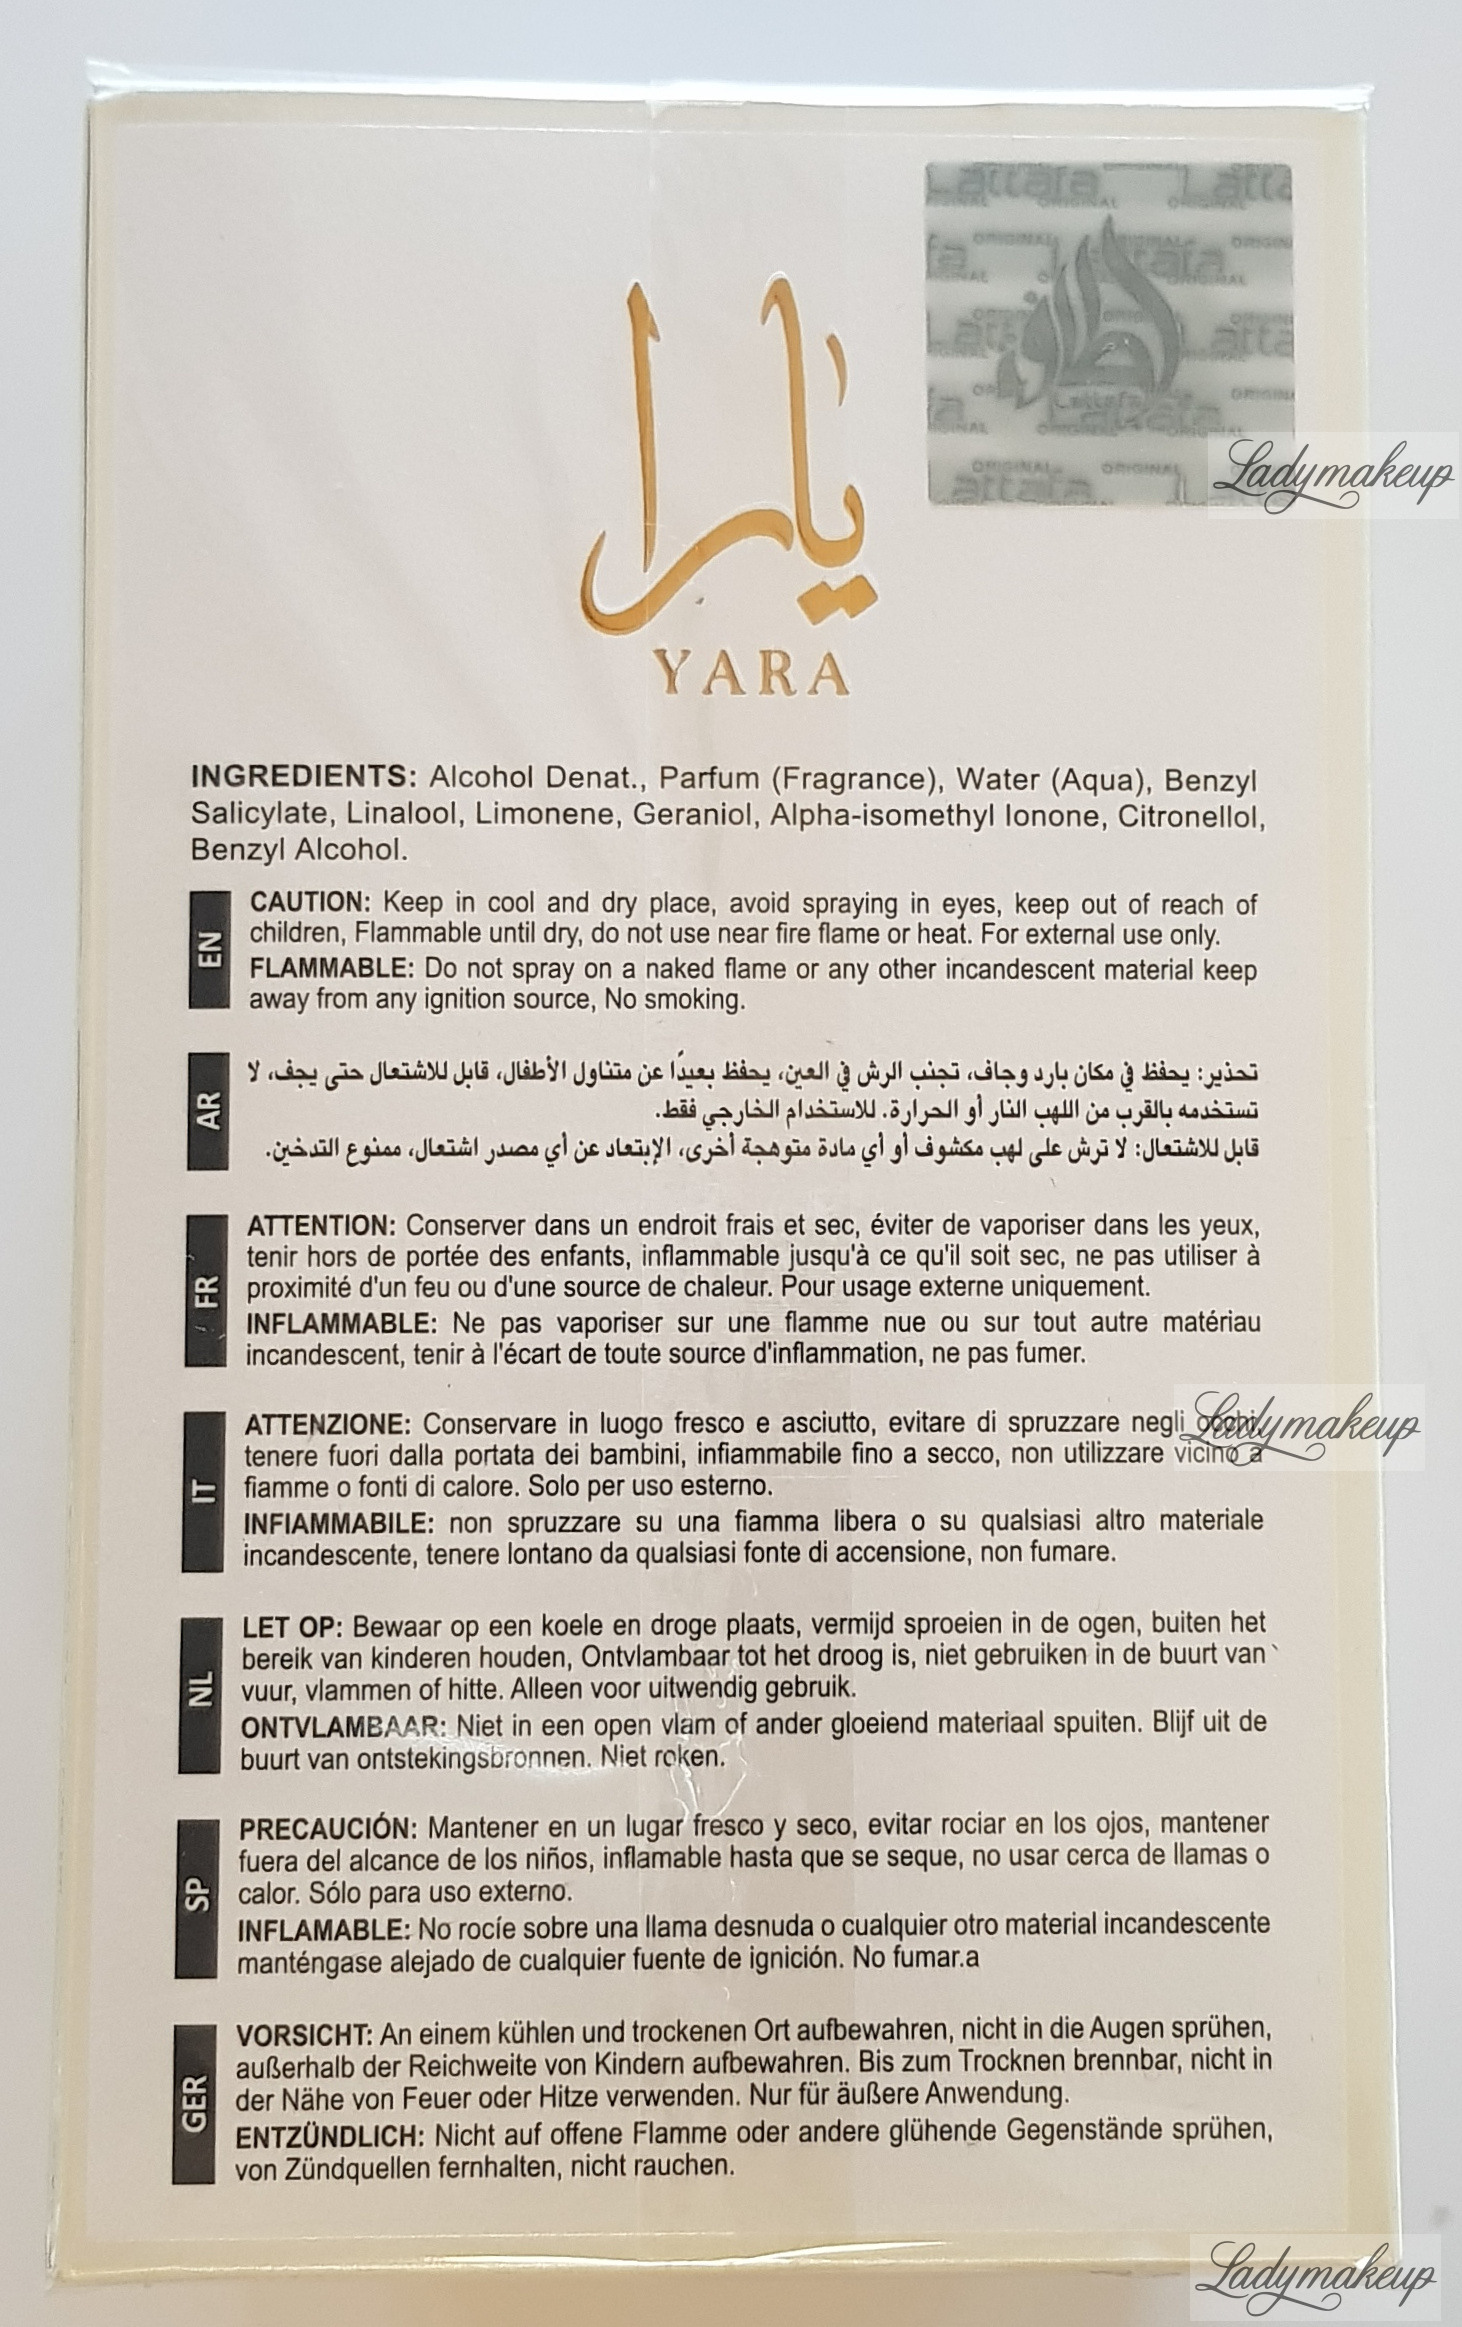 Lattafa
ORIGINAL
لطافة
Lattafa
Ladymakeup
يارا
YARA
INGREDIENTS: Alcohol Denat., Parfum (Fragrance), Water (Aqua), Benzyl
Salicylate, Linalool, Limonene, Geraniol, Alpha-isomethyl Ionone, Citronellol,
Benzyl Alcohol.
EN
CAUTION: Keep in cool and dry place, avoid spraying in eyes, keep out of reach of
children, Flammable until dry, do not use near fire flame or heat. For external use only.
FLAMMABLE: Do not spray on a naked flame or any other incandescent material keep
away from any ignition source, No smoking.
AR
تحذير: يحفظ في مكان بارد وجاف، تجنب الرش في العين، يحفظ بعيدًا عن متناول الأطفال، قابل للاشتعال حتى يجف، لا
تستخدمه بالقرب من اللهب النار أو الحرارة. للاستخدام الخارجي فقط.
قابل للاشتعال: لا ترش على لهب مكشوف أو أي مادة متوهجة أخرى، الإبتعاد عن أي مصدر اشتعال، ممنوع التدخين.
FR
ATTENTION: Conserver dans un endroit frais et sec, éviter de vaporiser dans les yeux,
tenir hors de portée des enfants, inflammable jusqu'à ce qu'il soit sec, ne pas utiliser à
proximité d'un feu ou d'une source de chaleur. Pour usage externe uniquement.
INFLAMMABLE: Ne pas vaporiser sur une flamme nue ou sur tout autre matériau
incandescent, tenir à l'écart de toute source d'inflammation, ne pas fumer.
IT
ATTENZIONE: Conservare in luogo fresco e asciutto, evitare di spruzzare negli occhi,
tenere fuori dalla portata dei bambini, infiammabile fino a secco, non utilizzare vicino a
fiamme o fonti di calore. Solo per uso esterno.
INFIAMMABILE: non spruzzare su una fiamma libera o su qualsiasi altro materiale
incandescente, tenere lontano da qualsiasi fonte di accensione, non fumare.
Ladymakeup
NL
LET OP: Bewaar op een koele en droge plaats, vermijd sproeien in de ogen, buiten het
bereik van kinderen houden, Ontvlambaar tot het droog is, niet gebruiken in de buurt van
vuur, vlammen of hitte. Alleen voor uitwendig gebruik.
ONTVLAMBAAR: Niet in een open vlam of ander gloeiend materiaal spuiten. Blijf uit de
buurt van ontstekingsbronnen. Niet roken.
SP
PRECAUCIÓN: Mantener en un lugar fresco y seco, evitar rociar en los ojos, mantener
fuera del alcance de los niños, inflamable hasta que se seque, no usar cerca de llamas o
calor. Sólo para uso externo.
INFLAMABLE: No rocíe sobre una llama desnuda o cualquier otro material incandescente
manténgase alejado de cualquier fuente de ignición. No fumar.a
GER
VORSICHT: An einem kühlen und trockenen Ort aufbewahren, nicht in die Augen sprühen,
außerhalb der Reichweite von Kindern aufbewahren. Bis zum Trocknen brennbar, nicht in
der Nähe von Feuer oder Hitze verwenden. Nur für äußere Anwendung.
ENTZÜNDLICH: Nicht auf offene Flamme oder andere glühende Gegenstände sprühen,
von Zündquellen fernhalten, nicht rauchen.
Ladymakeup